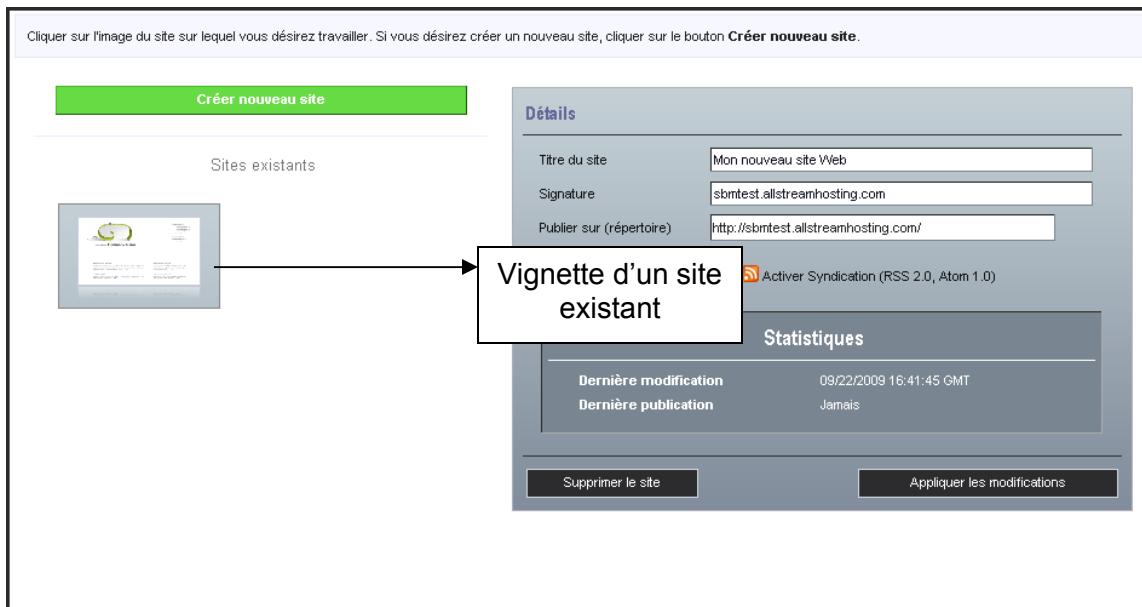 Cliquer sur l'image du site sur lequel vous désirez travailler. Si vous désirez créer un nouveau site, cliquer sur le bouton Créer nouveau site.
Créer nouveau site
Sites existants
Vignette d'un site
existant
Détails
Titre du site Mon nouveau site Web
Signature sbmtest.allstreamhosting.com
Publier sur (répertoire) http://sbmtest.allstreamhosting.com/
Activer Syndication (RSS 2.0, Atom 1.0)
Statistiques
Dernière modification 09/22/2009 16:41:45 GMT
Dernière publication Jamais
Supprimer le site Appliquer les modifications